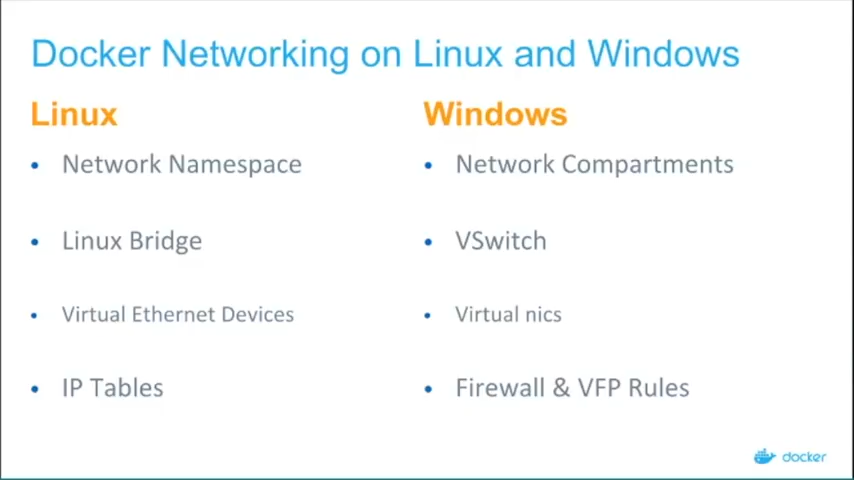 Docker Networking on Linux and Windows
Linux
• Network Namespace
• Linux Bridge
• Virtual Ethernet Devices
• IP Tables
Windows
• Network Compartments
• VSwitch
• Virtual nics
• Firewall & VFP Rules
docker